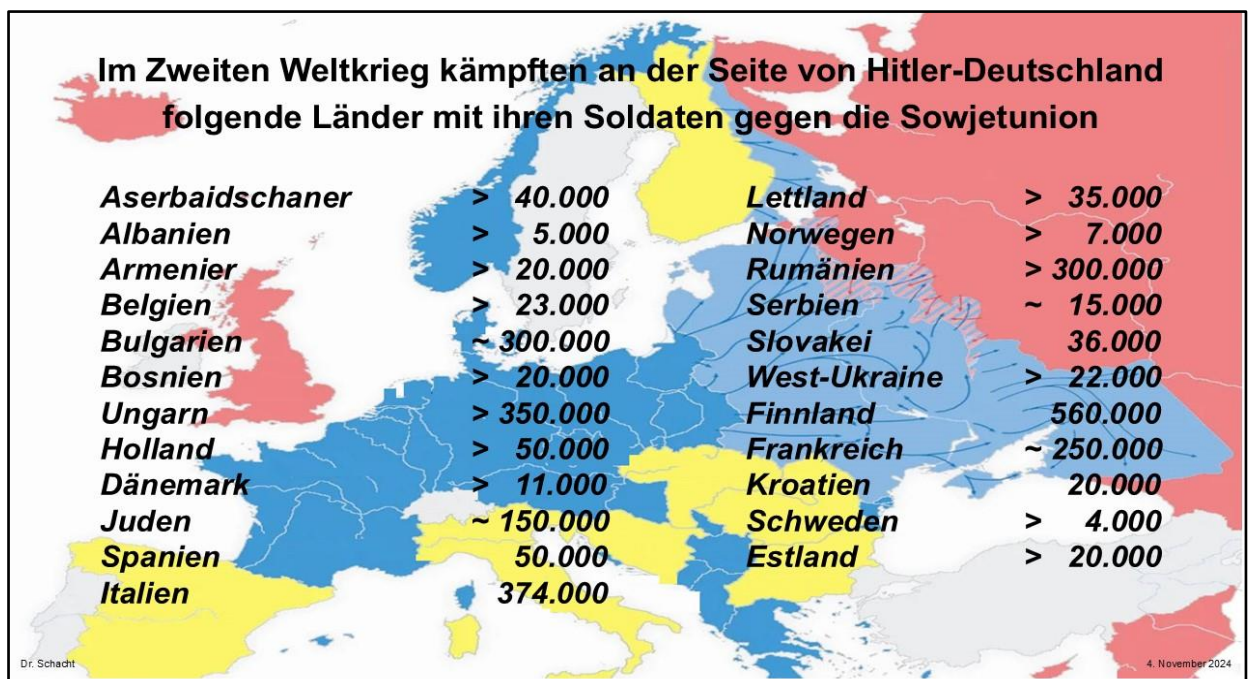 Im Zweiten Weltkrieg kämpften an der Seite von Hitler-Deutschland
folgende Länder mit ihren Soldaten gegen die Sowjetunion
Aserbaidschaner > 40.000
Albanien > 5.000
Armenier > 20.000
Belgien > 23.000
Bulgarien ~ 300.000
Bosnien > 20.000
Ungarn > 350.000
Holland > 50.000
Dänemark > 11.000
Juden ~ 150.000
Spanien 50.000
Italien 374.000
Lettland > 35.000
Norwegen > 7.000
Rumänien > 300.000
Serbien ~ 15.000
Slovakei 36.000
West-Ukraine > 22.000
Finnland 560.000
Frankreich ~ 250.000
Kroatien 20.000
Schweden > 4.000
Estland > 20.000
Dr. Schacht
4. November 2024